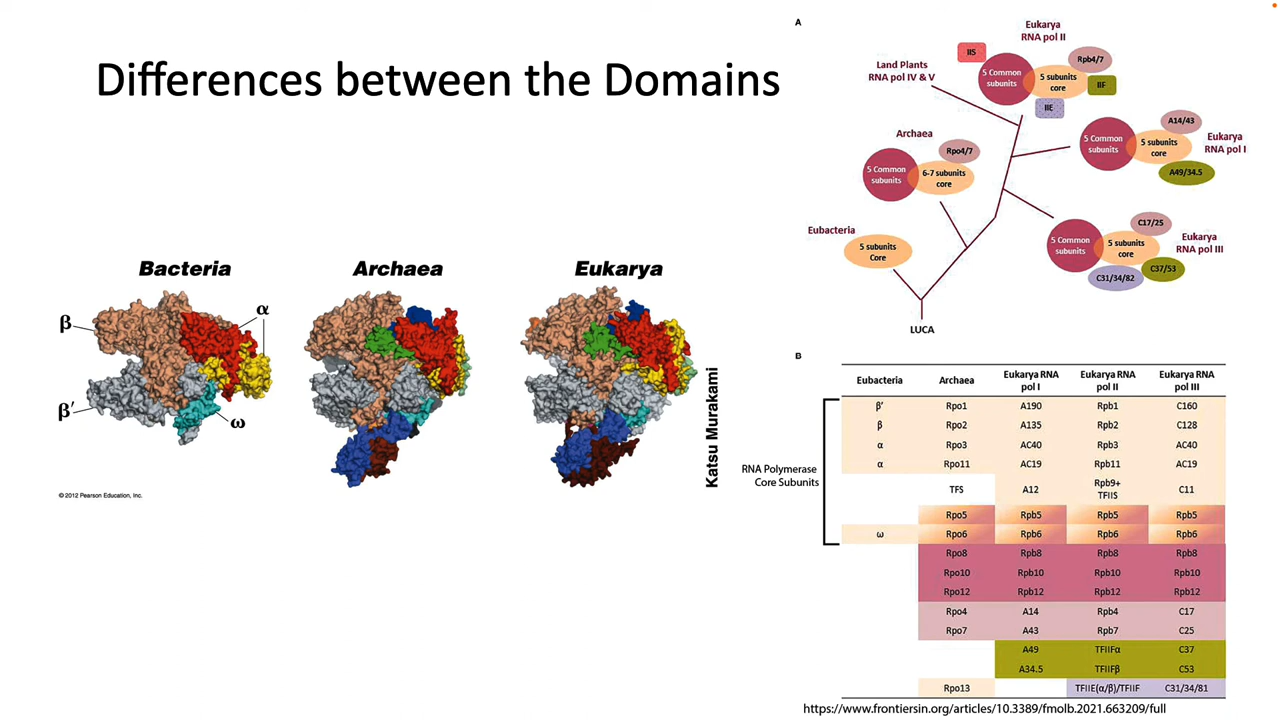 Differences between the Domains
Bacteria
Archaea
Eukarya
β
α
β′
ω
Katsu Murakami
© 2012 Pearson Education, Inc.
A
Eukarya
RNA pol II
IIS
5 Common
subunits
5 subunits
core
Rpb4/7
IIF
IIE
Land Plants
RNA pol IV & V
Archaea
5 Common
subunits
6-7 subunits
core
Rpo4/7
5 Common
subunits
5 subunits
core
A14/43
A49/34.5
Eukarya
RNA pol I
Eubacteria
5 subunits
Core
5 Common
subunits
5 subunits
core
C17/25
C37/53
C31/34/82
Eukarya
RNA pol III
LUCA
B
Eubacteria Archaea Eukarya RNA pol I Eukarya RNA pol II Eukarya RNA pol III
RNA Polymerase
Core Subunits
β′ Rpo1 A190 Rpb1 C160
β Rpo2 A135 Rpb2 C128
α Rpo3 AC40 Rpb3 AC40
α Rpo11 AC19 Rpb11 AC19
TFS A12 Rpb9+ TFIIS C11
Rpo5 Rpb5 Rpb5 Rpb5
ω Rpo6 Rpb6 Rpb6 Rpb6
Rpo8 Rpb8 Rpb8 Rpb8
Rpo10 Rpb10 Rpb10 Rpb10
Rpo12 Rpb12 Rpb12 Rpb12
Rpo4 A14 Rpb4 C17
Rpo7 A43 Rpb7 C25
A49 TFIIFα C37
A34.5 TFIIFβ C53
Rpo13 TFIIE(α/β)/TFIIF C31/34/81
https://www.frontiersin.org/articles/10.3389/fmolb.2021.663209/full